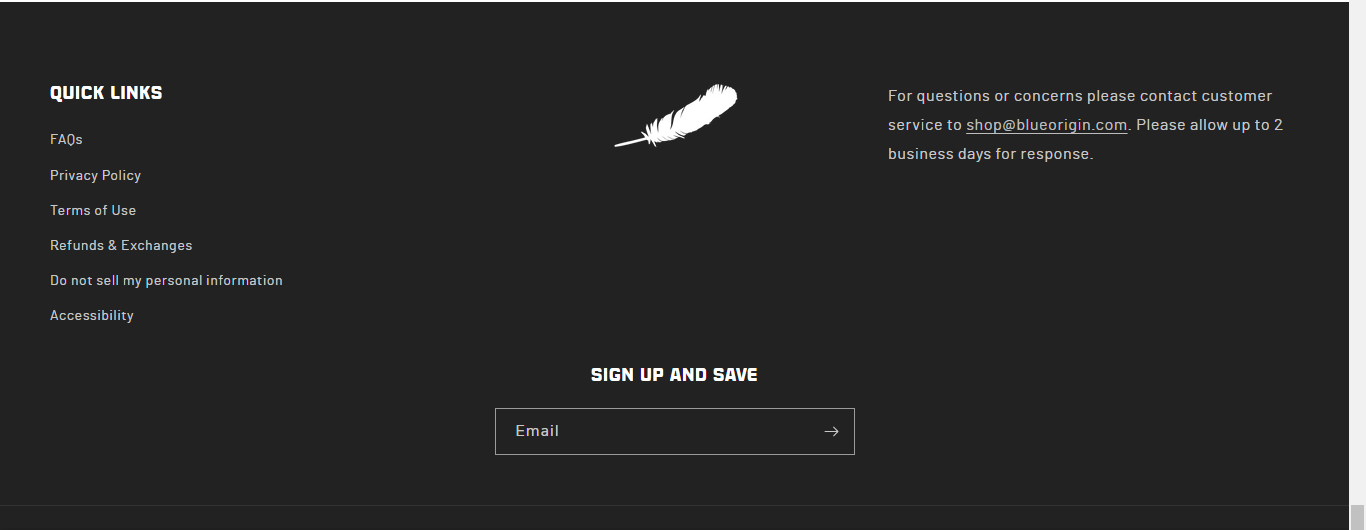 QUICK LINKS
FAQs
Privacy Policy
Terms of Use
Refunds & Exchanges
Do not sell my personal information
Accessibility
For questions or concerns please contact customer
service to shop@blueorigin.com. Please allow up to 2
business days for response.
SIGN UP AND SAVE
Email